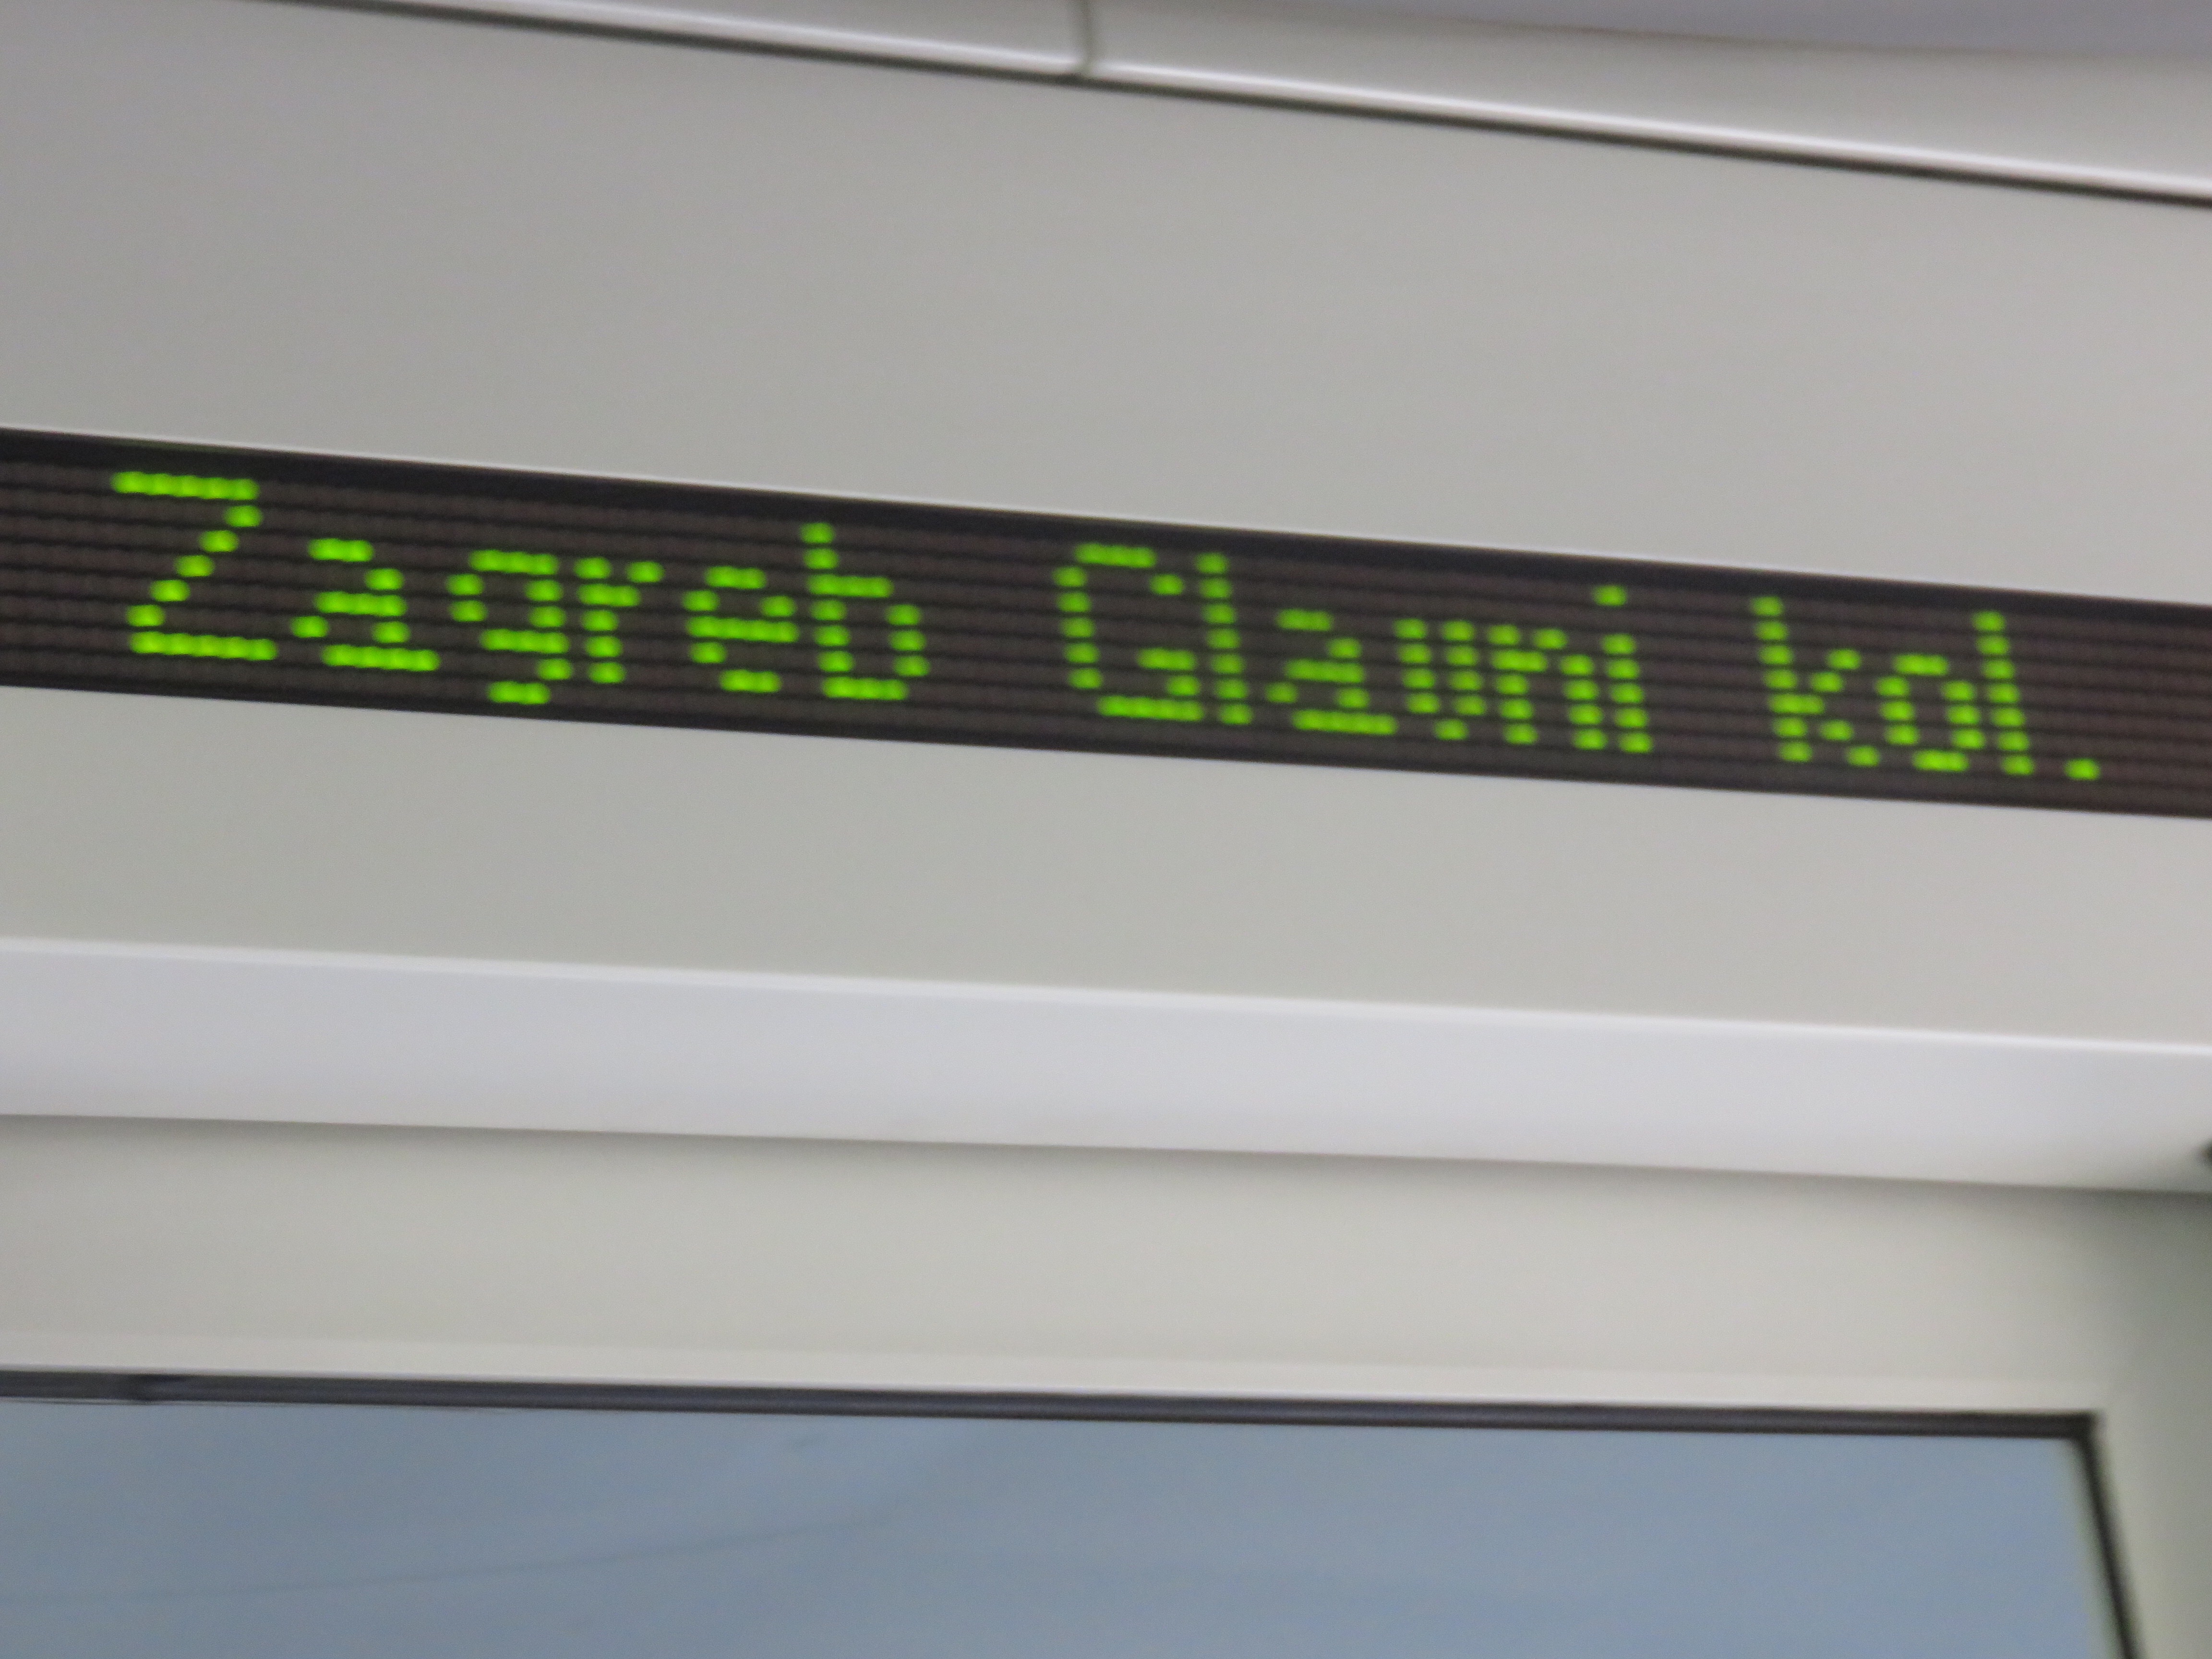 Zagreb Glavni kol.